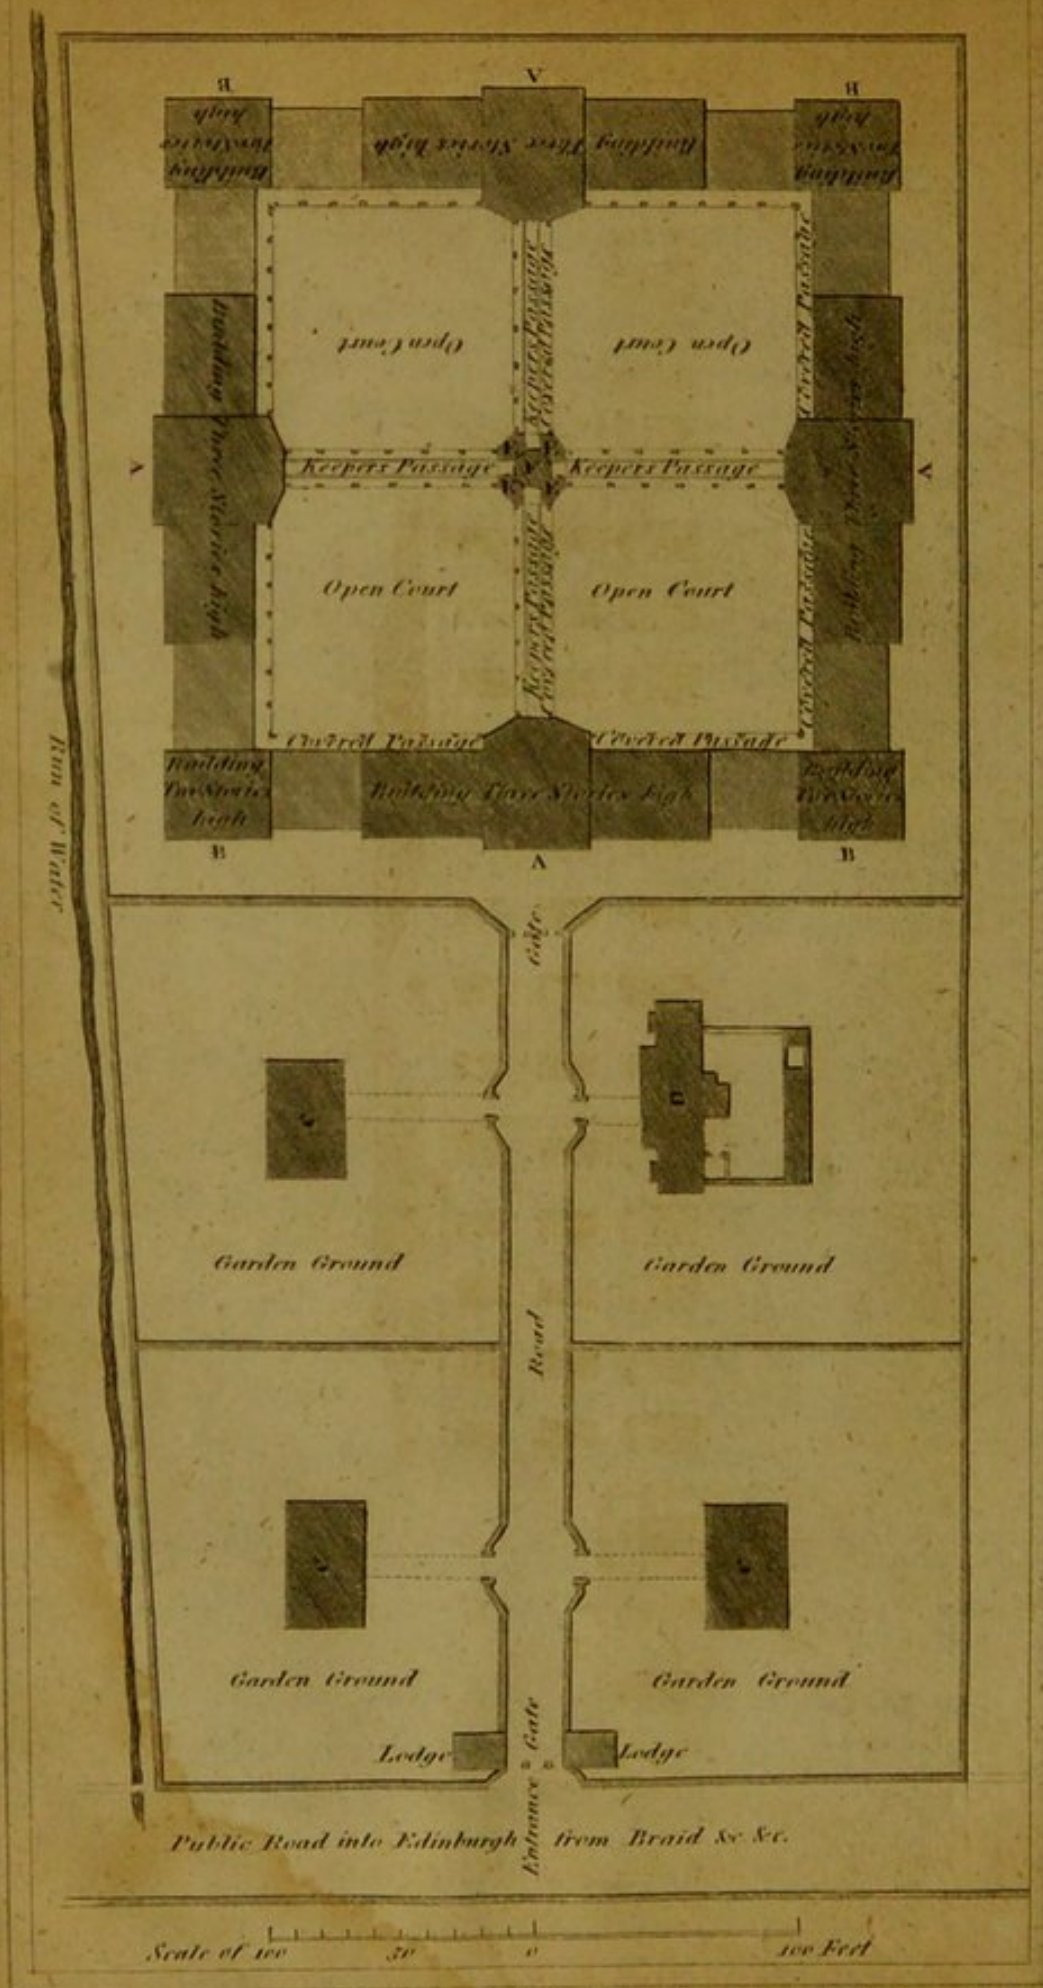 B
V
B
Building
Two Stories
high
Building Three Stories high
Building
Two Stories
high
Covered Passage
Keepers Passage
Covered Passage
Open Court
Open Court
Building Three Stories high
Building Three Stories high
A
Keepers Passage
Keepers Passage
A
Open Court
Open Court
Keepers Passage
Covered Passage
Covered Passage
Covered Passage
Covered Passage
Building
Two Stories
high
Building Three Stories high
Building
Two Stories
high
B
A
B
Run of Water
Gate
C
D
Garden Ground
Garden Ground
Road
C
C
Garden Ground
Garden Ground
Gate
Lodge
Lodge
Entrance
Public Road into Edinburgh from Braid &c &c.
Scale of 100 50 0 100 Feet